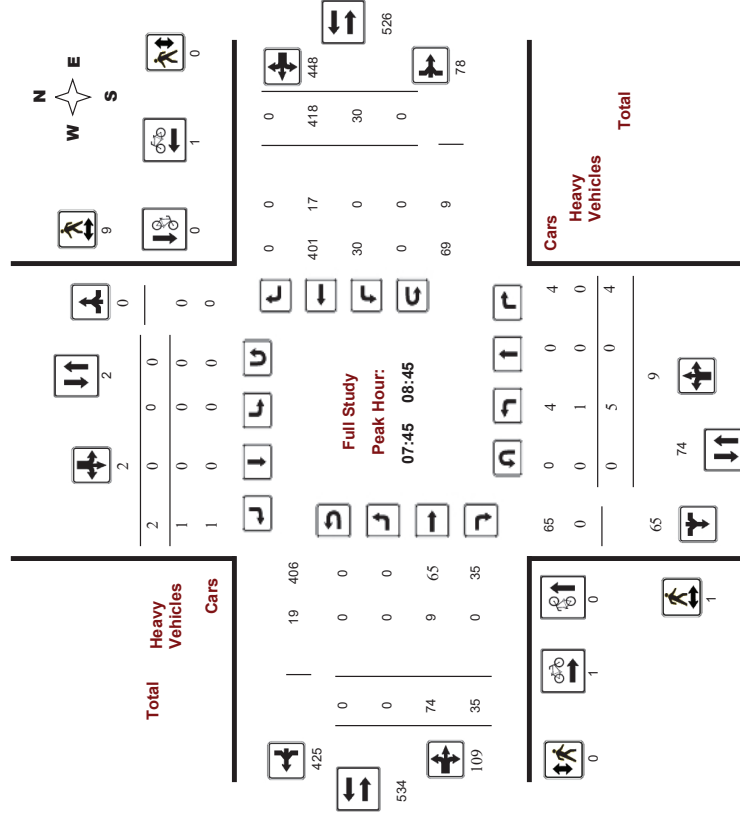 N
W E
S
9
2
2 0
0 1 0
Total 2 0 0 0
Heavy
Vehicles 1 0 0 0 0
Cars 1 0 0 0 0
425 19 406
0 0 0
0 0 0
534
74 9 65
109
35 0 35
Full Study
Peak Hour:
07:45 08:45
0 0 0
401 17 418 448
30 0 30
526
0 0 0
69 9 78
65 0 4 0 4 Cars
0 0 1 0 0 Heavy
Vehicles
0 5 0 4 Total
0 1 0
65 9
74
1